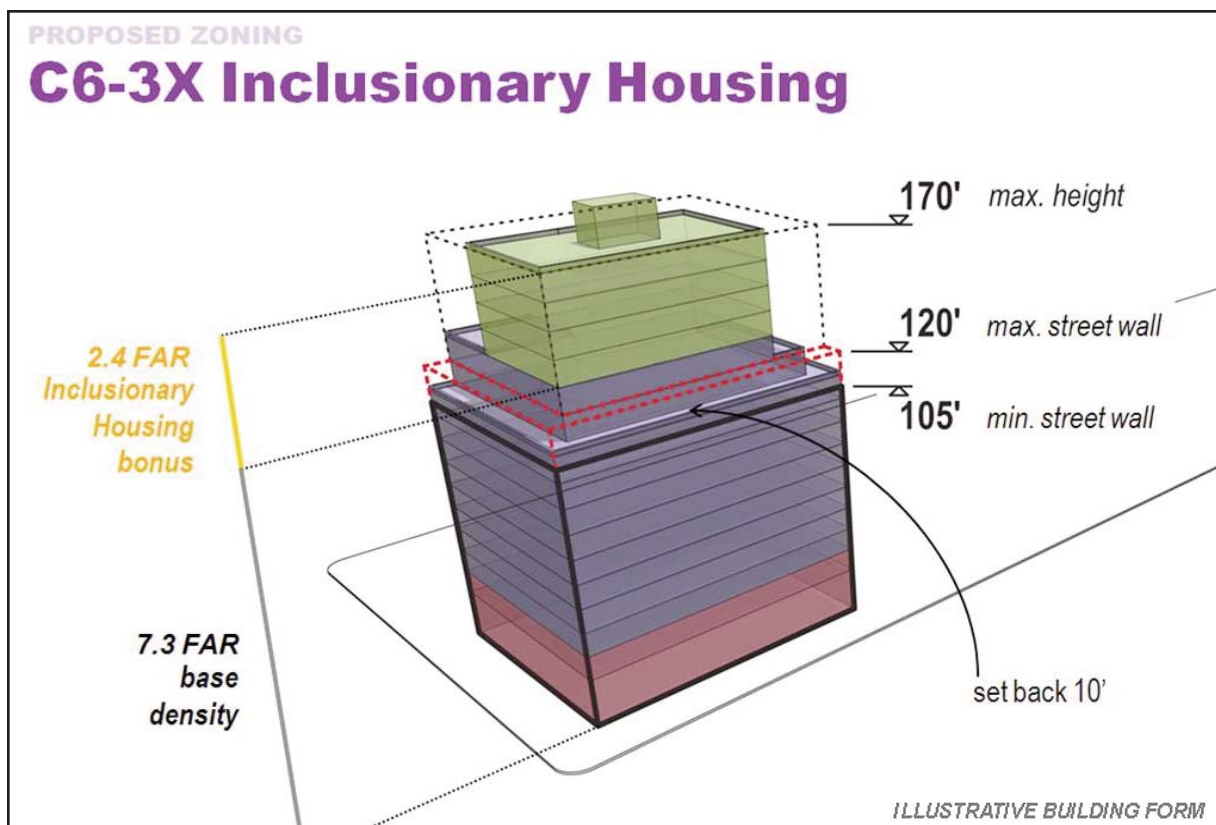 PROPOSED ZONING
C6-3X Inclusionary Housing
170' max. height
120' max. street wall
105' min. street wall
2.4 FAR
Inclusionary
Housing
bonus
7.3 FAR
base
density
set back 10’
ILLUSTRATIVE BUILDING FORM